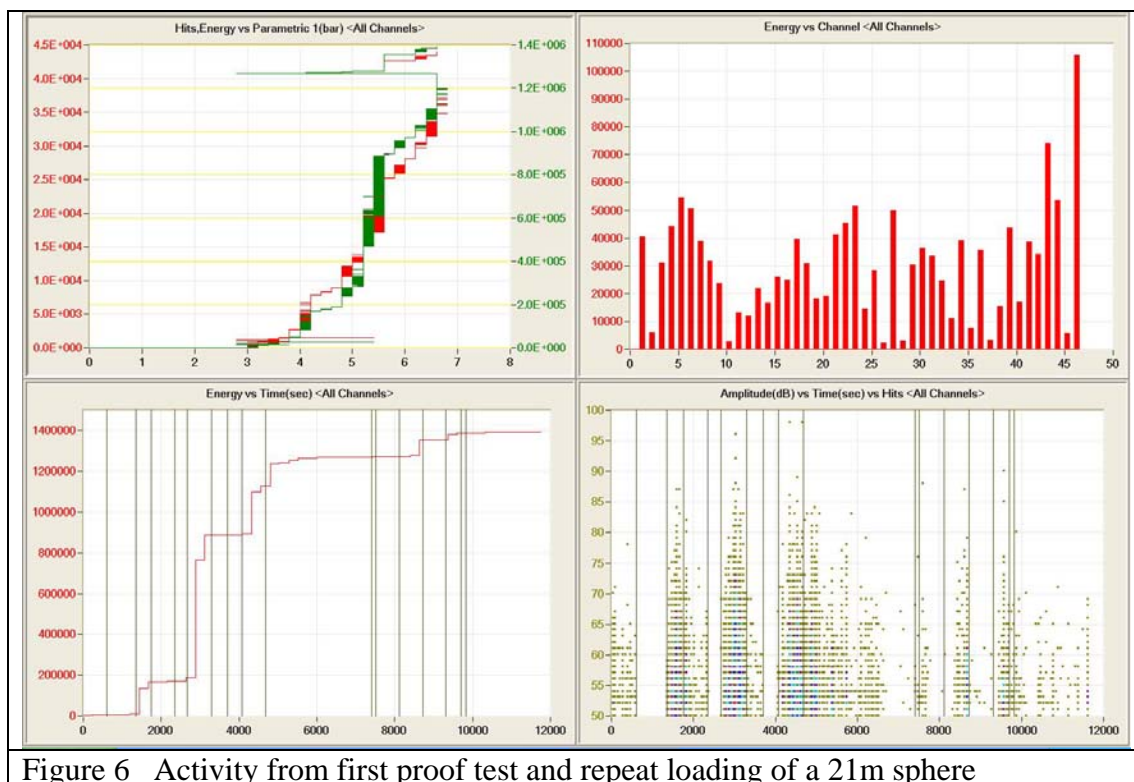 Hits,Energy vs Parametric 1(bar) <All Channels>
4.5E+004
4.0E+004
3.5E+004
3.0E+004
2.5E+004
2.0E+004
1.5E+004
1.0E+004
5.0E+003
0.0E+000
1.4E+006
1.2E+006
1.0E+006
8.0E+005
6.0E+005
4.0E+005
2.0E+005
0.0E+000
0 1 2 3 4 5 6 7 8
Energy vs Channel <All Channels>
110000
100000
90000
80000
70000
60000
50000
40000
30000
20000
10000
0
0 5 10 15 20 25 30 35 40 45 50
Energy vs Time(sec) <All Channels>
1400000
1200000
1000000
800000
600000
400000
200000
0
0 2000 4000 6000 8000 10000 12000
Amplitude(dB) vs Time(sec) vs Hits <All Channels>
100
95
90
85
80
75
70
65
60
55
50
0 2000 4000 6000 8000 10000 12000
Figure 6 Activity from first proof test and repeat loading of a 21m sphere